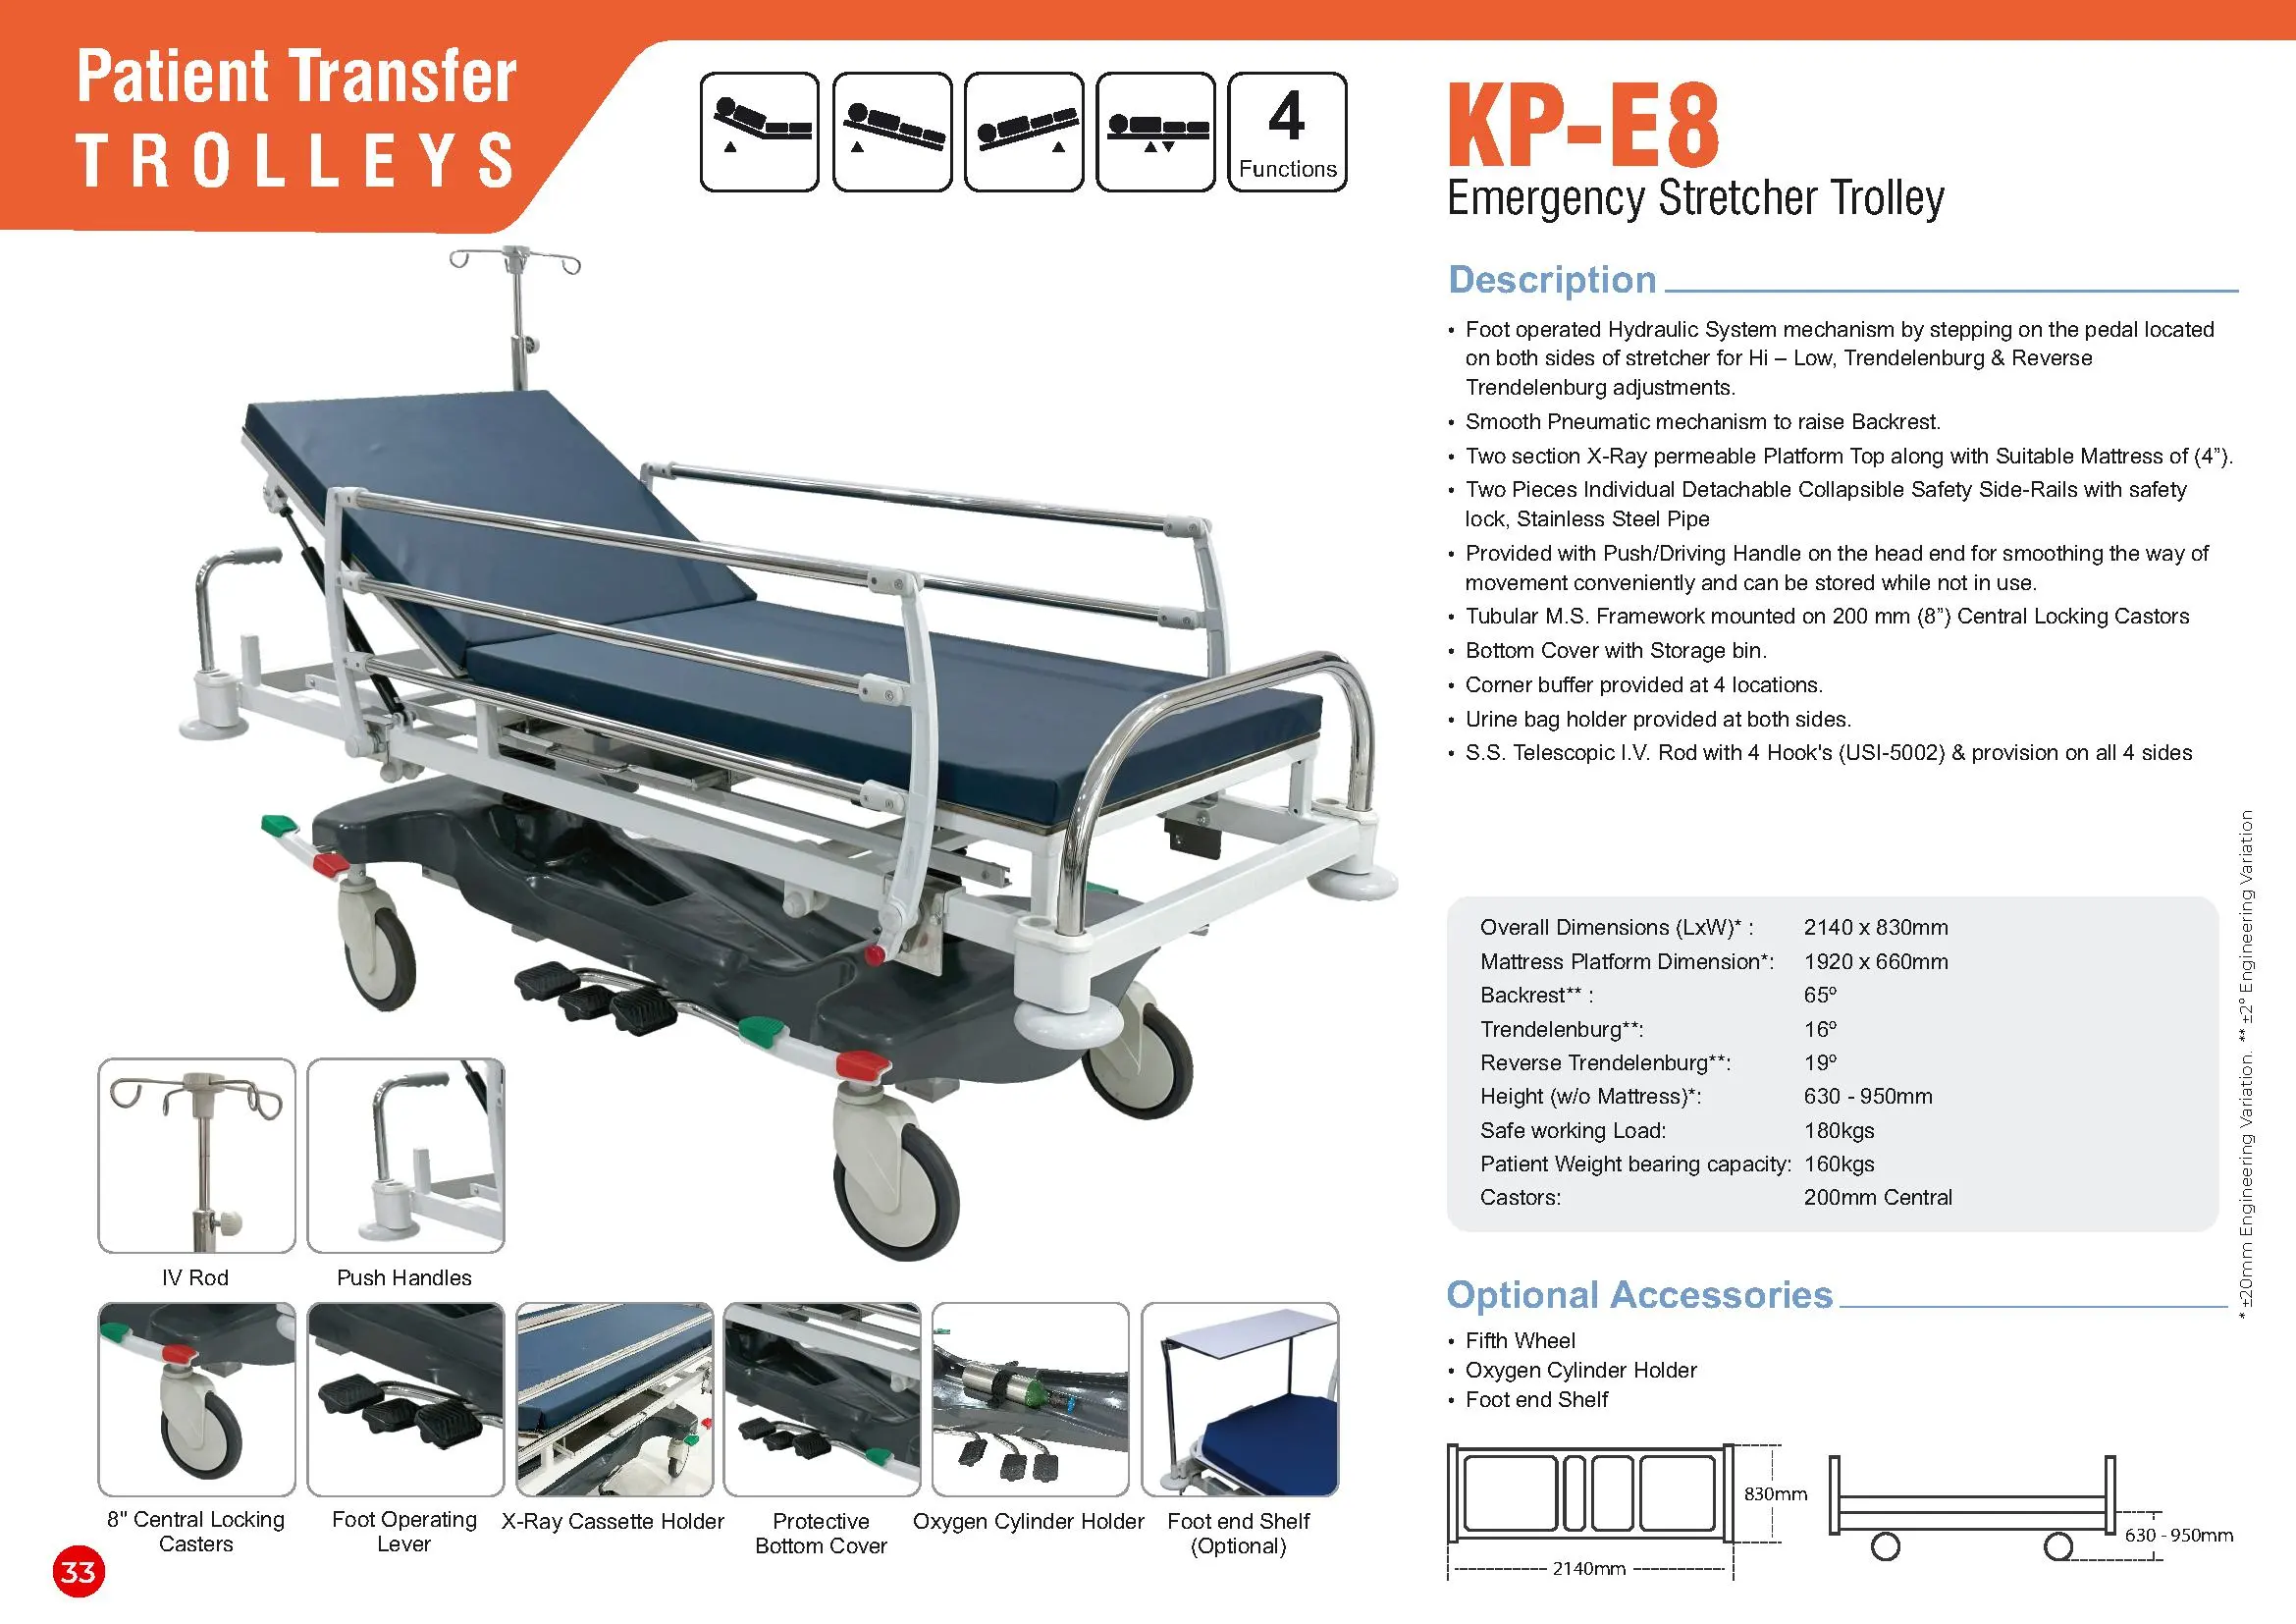 Patient Transfer
TROLLEYS
4
Functions
KP-E8
Emergency Stretcher Trolley
Description
• Foot operated Hydraulic System mechanism by stepping on the pedal located
on both sides of stretcher for Hi – Low, Trendelenburg & Reverse
Trendelenburg adjustments.
• Smooth Pneumatic mechanism to raise Backrest.
• Two section X-Ray permeable Platform Top along with Suitable Mattress of (4”).
• Two Pieces Individual Detachable Collapsible Safety Side-Rails with safety
lock, Stainless Steel Pipe
• Provided with Push/Driving Handle on the head end for smoothing the way of
movement conveniently and can be stored while not in use.
• Tubular M.S. Framework mounted on 200 mm (8”) Central Locking Castors
• Bottom Cover with Storage bin.
• Corner buffer provided at 4 locations.
• Urine bag holder provided at both sides.
• S.S. Telescopic I.V. Rod with 4 Hook's (USI-5002) & provision on all 4 sides
Overall Dimensions (LxW)* : 2140 x 830mm
Mattress Platform Dimension*: 1920 x 660mm
Backrest** : 65º
Trendelenburg**: 16º
Reverse Trendelenburg**: 19º
Height (w/o Mattress)*: 630 - 950mm
Safe working Load: 180kgs
Patient Weight bearing capacity: 160kgs
Castors: 200mm Central
* ±20mm Engineering Variation. ** ±2° Engineering Variation
Optional Accessories
• Fifth Wheel
• Oxygen Cylinder Holder
• Foot end Shelf
830mm
2140mm
630 - 950mm
IV Rod
Push Handles
8" Central Locking
Casters
Foot Operating
Lever
X-Ray Cassette Holder
Protective
Bottom Cover
Oxygen Cylinder Holder
Foot end Shelf
(Optional)
33